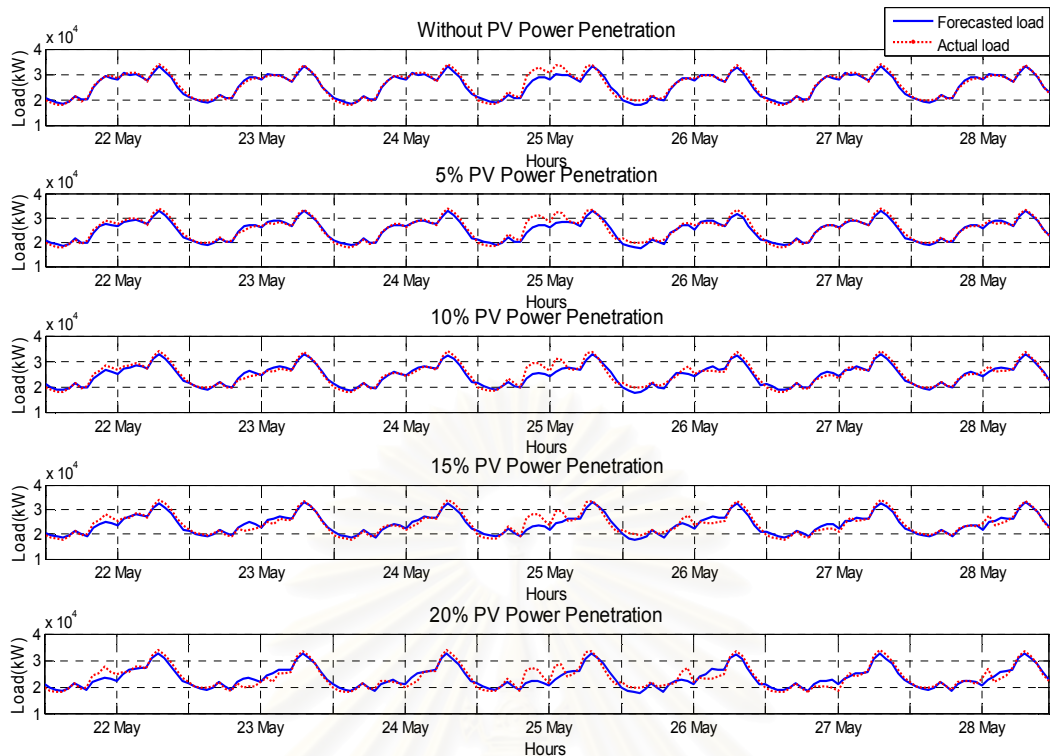 Without PV Power Penetration
Forecasted load
Actual load
x 10^4
Load(kW)
4
3
2
1
22 May 23 May 24 May 25 May 26 May 27 May 28 May
Hours
5% PV Power Penetration
x 10^4
Load(kW)
4
3
2
1
22 May 23 May 24 May 25 May 26 May 27 May 28 May
Hours
10% PV Power Penetration
x 10^4
Load(kW)
4
3
2
1
22 May 23 May 24 May 25 May 26 May 27 May 28 May
Hours
15% PV Power Penetration
x 10^4
Load(kW)
4
3
2
1
22 May 23 May 24 May 25 May 26 May 27 May 28 May
Hours
20% PV Power Penetration
x 10^4
Load(kW)
4
3
2
1
22 May 23 May 24 May 25 May 26 May 27 May 28 May
Hours